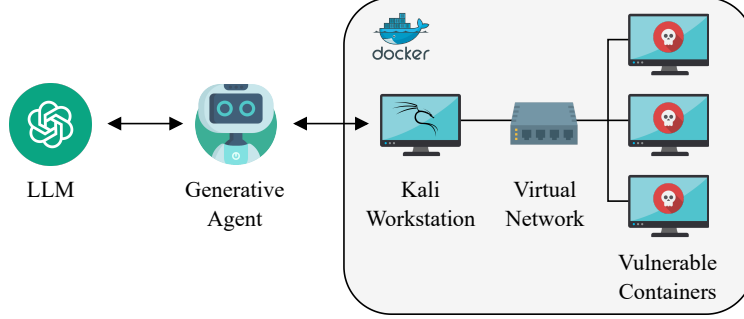 docker
LLM
Generative
Agent
Kali
Workstation
Virtual
Network
Vulnerable
Containers